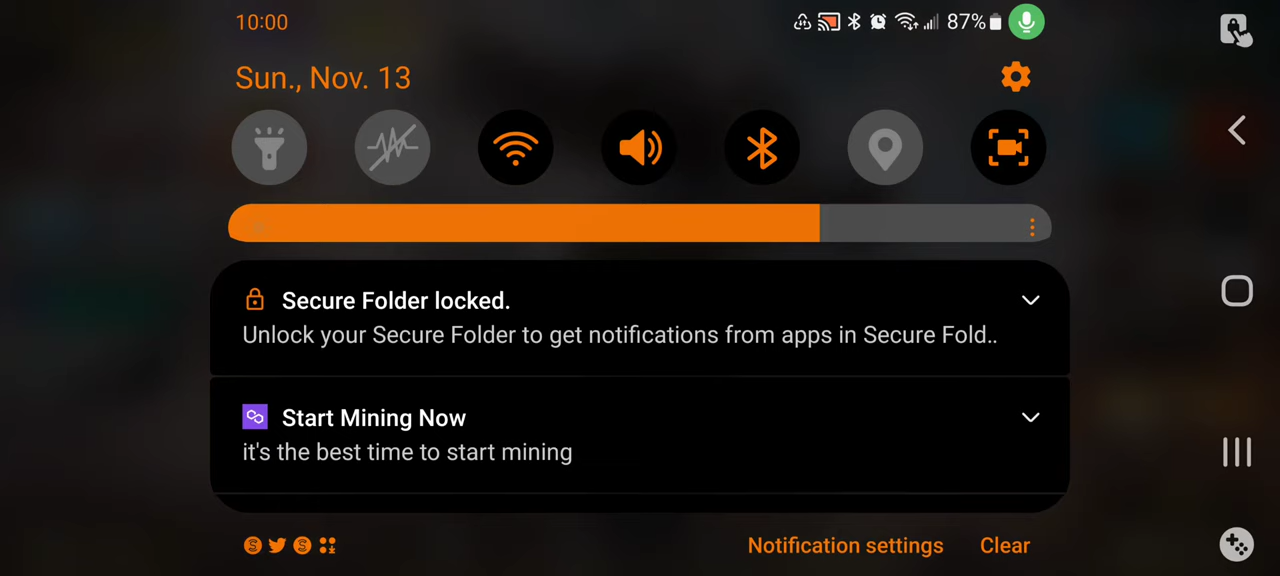 10:00
87%
Sun., Nov. 13
Secure Folder locked.
Unlock your Secure Folder to get notifications from apps in Secure Fold..
Start Mining Now
it's the best time to start mining
Notification settings
Clear